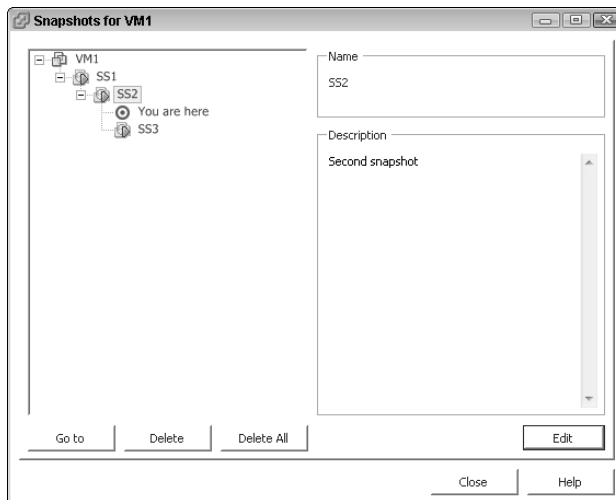 Snapshots for VM1
VM1
SS1
SS2
You are here
SS3
Name
SS2
Description
Second snapshot
Go to
Delete
Delete All
Edit
Close
Help